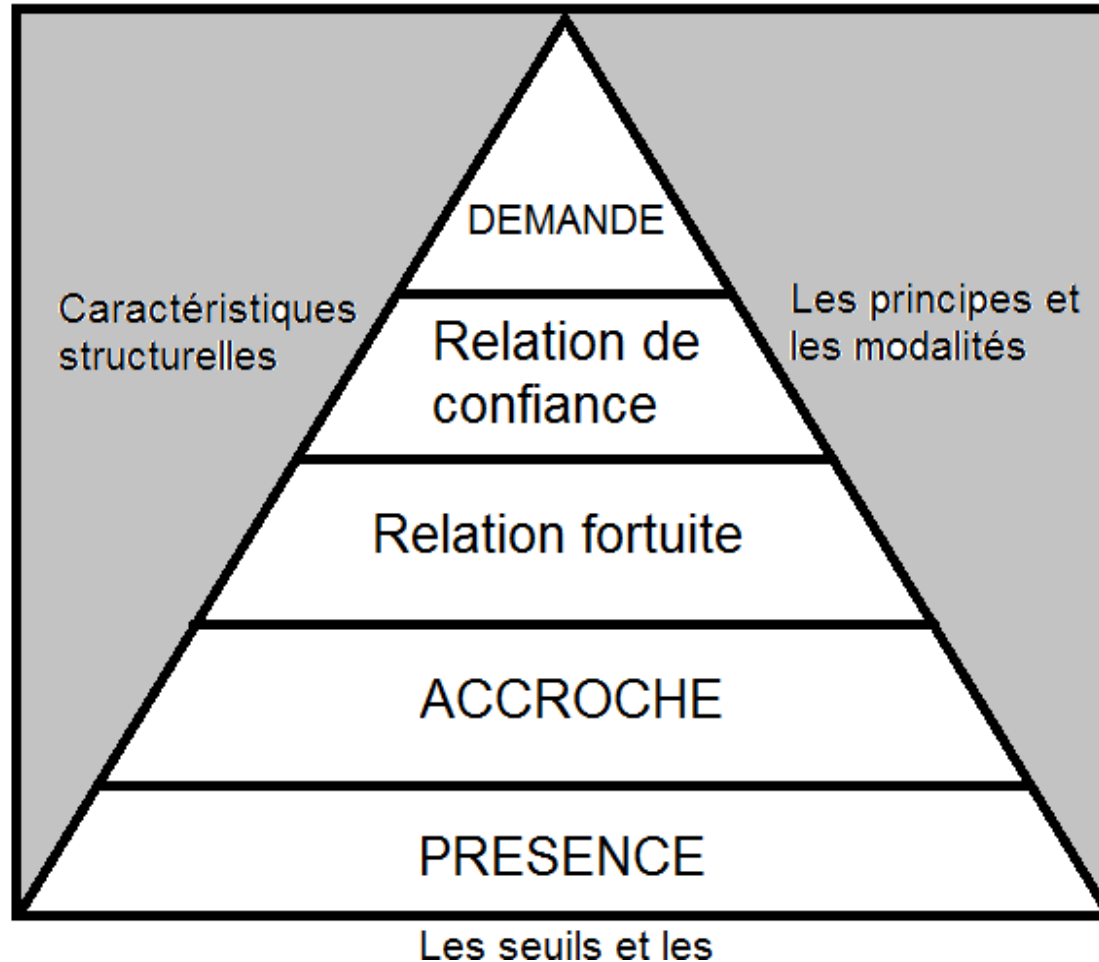 DEMANDE
Caractéristiques
structurelles
Les principes et
les modalités
Relation de
confiance
Relation fortuite
ACCROCHE
PRESENCE
Les seuils et les